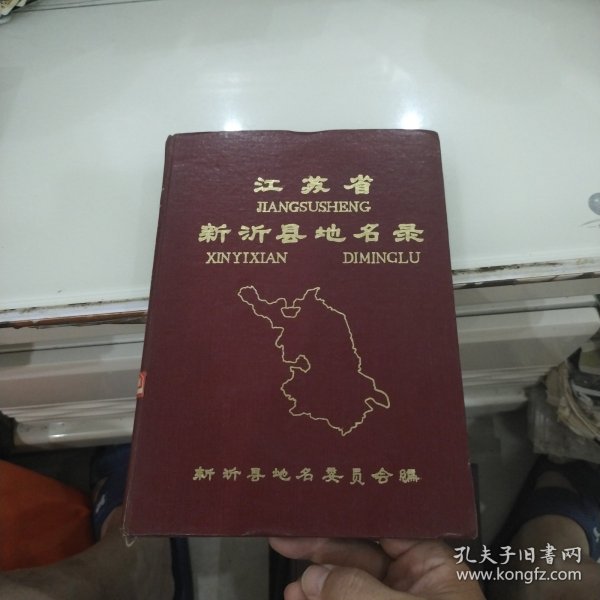 江苏省
JIANGSUSHENG
新沂县地名录
XINYIXIAN DIMINGLU
新沂县地名委员会编
孔夫子旧书网
www.kongfz.com